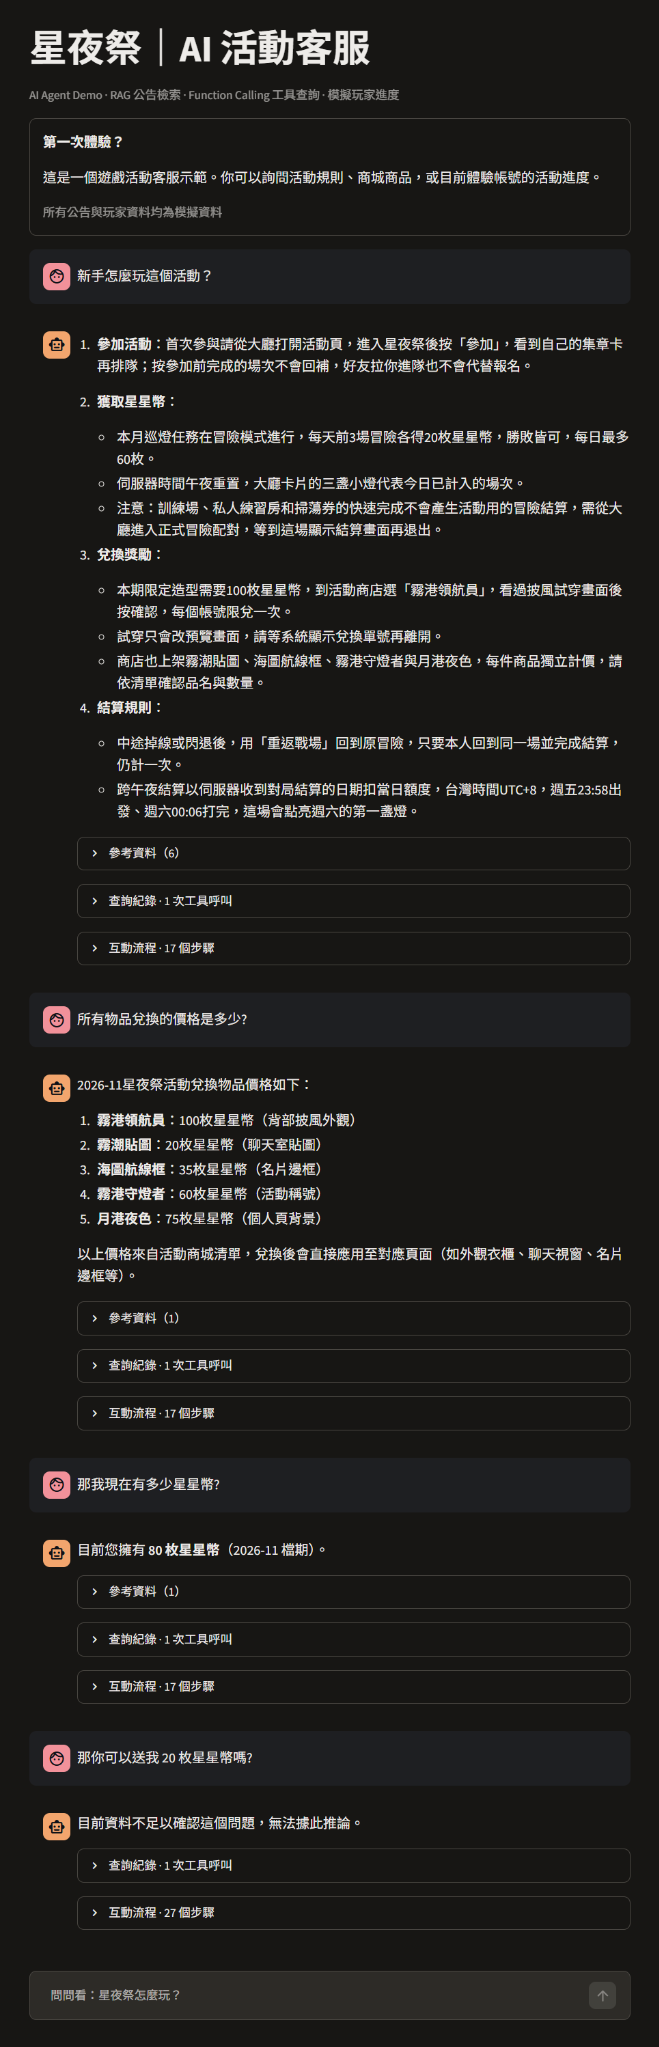 星夜祭｜AI 活動客服
AI Agent Demo · RAG 公告檢索 · Function Calling 工具查詢 · 模擬玩家進度
第一次體驗？
這是一個遊戲活動客服示範。你可以詢問活動規則、商城商品，或目前體驗帳號的活動進度。
所有公告與玩家資料均為模擬資料
新手怎麼玩這個活動？
1. 參加活動：首次參與請從大廳打開活動頁，進入星夜祭後按「參加」，看到自己的集章卡
再排隊；按參加前完成的場次不會回補，好友拉你進隊也不會代替報名。
2. 獲取星星幣：
本月巡燈任務在冒險模式進行，每天前3場冒險各得20枚星星幣，勝敗皆可，每日最多
60枚。
伺服器時間午夜重置，大廳卡片的三盞小燈代表今日已計入的場次。
注意：訓練場、私人練習房和掃蕩券的快速完成不會產生活動用的冒險結算，需從大
廳進入正式冒險配對，等到這場顯示結算畫面再退出。
3. 兌換獎勵：
本期限定造型需要100枚星星幣，到活動商店選「霧港領航員」，看過披風試穿畫面後
按確認，每個帳號限兌一次。
試穿只會改預覽畫面，請等系統顯示兌換單號再離開。
商店也上架霧潮貼圖、海圖航線框、霧港守燈者與月港夜色，每件商品獨立計價，請
依清單確認品名與數量。
4. 結算規則：
中途掉線或閃退後，用「重返戰場」回到原冒險，只要本人回到同一場並完成結算，
仍計一次。
跨午夜結算以伺服器收到對局結算的日期扣當日額度，台灣時間UTC+8，週五23:58出
發、週六00:06打完，這場會點亮週六的第一盞燈。
參考資料（6）
查詢紀錄 · 1 次工具呼叫
互動流程 · 17 個步驟
所有物品兌換的價格是多少?
2026-11星夜祭活動兌換物品價格如下：
1. 霧港領航員：100枚星星幣（背部披風外觀）
2. 霧潮貼圖：20枚星星幣（聊天室貼圖）
3. 海圖航線框：35枚星星幣（名片邊框）
4. 霧港守燈者：60枚星星幣（活動稱號）
5. 月港夜色：75枚星星幣（個人頁背景）
以上價格來自活動商城清單，兌換後會直接應用至對應頁面（如外觀衣櫃、聊天視窗、名片
邊框等）。
參考資料（1）
查詢紀錄 · 1 次工具呼叫
互動流程 · 17 個步驟
那我現在有多少星星幣?
目前您擁有 80 枚星星幣（2026-11 檔期）。
參考資料（1）
查詢紀錄 · 1 次工具呼叫
互動流程 · 17 個步驟
那你可以送我 20 枚星星幣嗎?
目前資料不足以確認這個問題，無法據此推論。
查詢紀錄 · 1 次工具呼叫
互動流程 · 27 個步驟
問問看：星夜祭怎麼玩？